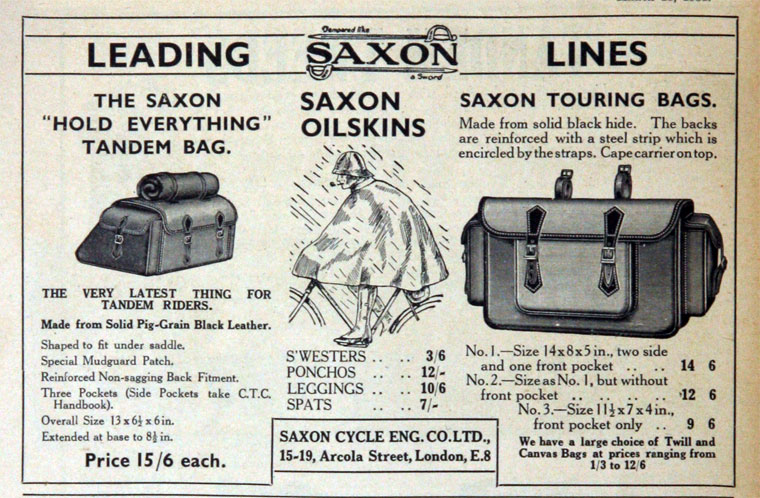 LEADING
Tempered like
SAXON
a Sword
LINES
THE SAXON
"HOLD EVERYTHING"
TANDEM BAG.
THE VERY LATEST THING FOR
TANDEM RIDERS.
Made from Solid Pig-Grain Black Leather.
Shaped to fit under saddle.
Special Mudguard Patch.
Reinforced Non-sagging Back Fitment.
Three Pockets (Side Pockets take C.T.C.
Handbook).
Overall Size 13 x 6½ x 6 in.
Extended at base to 8½ in.
Price 15/6 each.
SAXON
OILSKINS
S'WESTERS .. .. 3/6
PONCHOS .. 12/-
LEGGINGS .. 10/6
SPATS .. .. 7/-
SAXON CYCLE ENG. CO. LTD.,
15-19, Arcola Street, London, E.8
SAXON TOURING BAGS.
Made from solid black hide. The backs
are reinforced with a steel strip which is
encircled by the straps. Cape carrier on top.
No. 1.—Size 14 x 8 x 5 in., two side
and one front pocket .. .. 14 6
No. 2.—Size as No. 1, but without
front pocket .. .. .. .. 12 6
No. 3.—Size 11½ x 7 x 4 in.,
front pocket only .. 9 6
We have a large choice of Twill and
Canvas Bags at prices ranging from
1/3 to 12/6